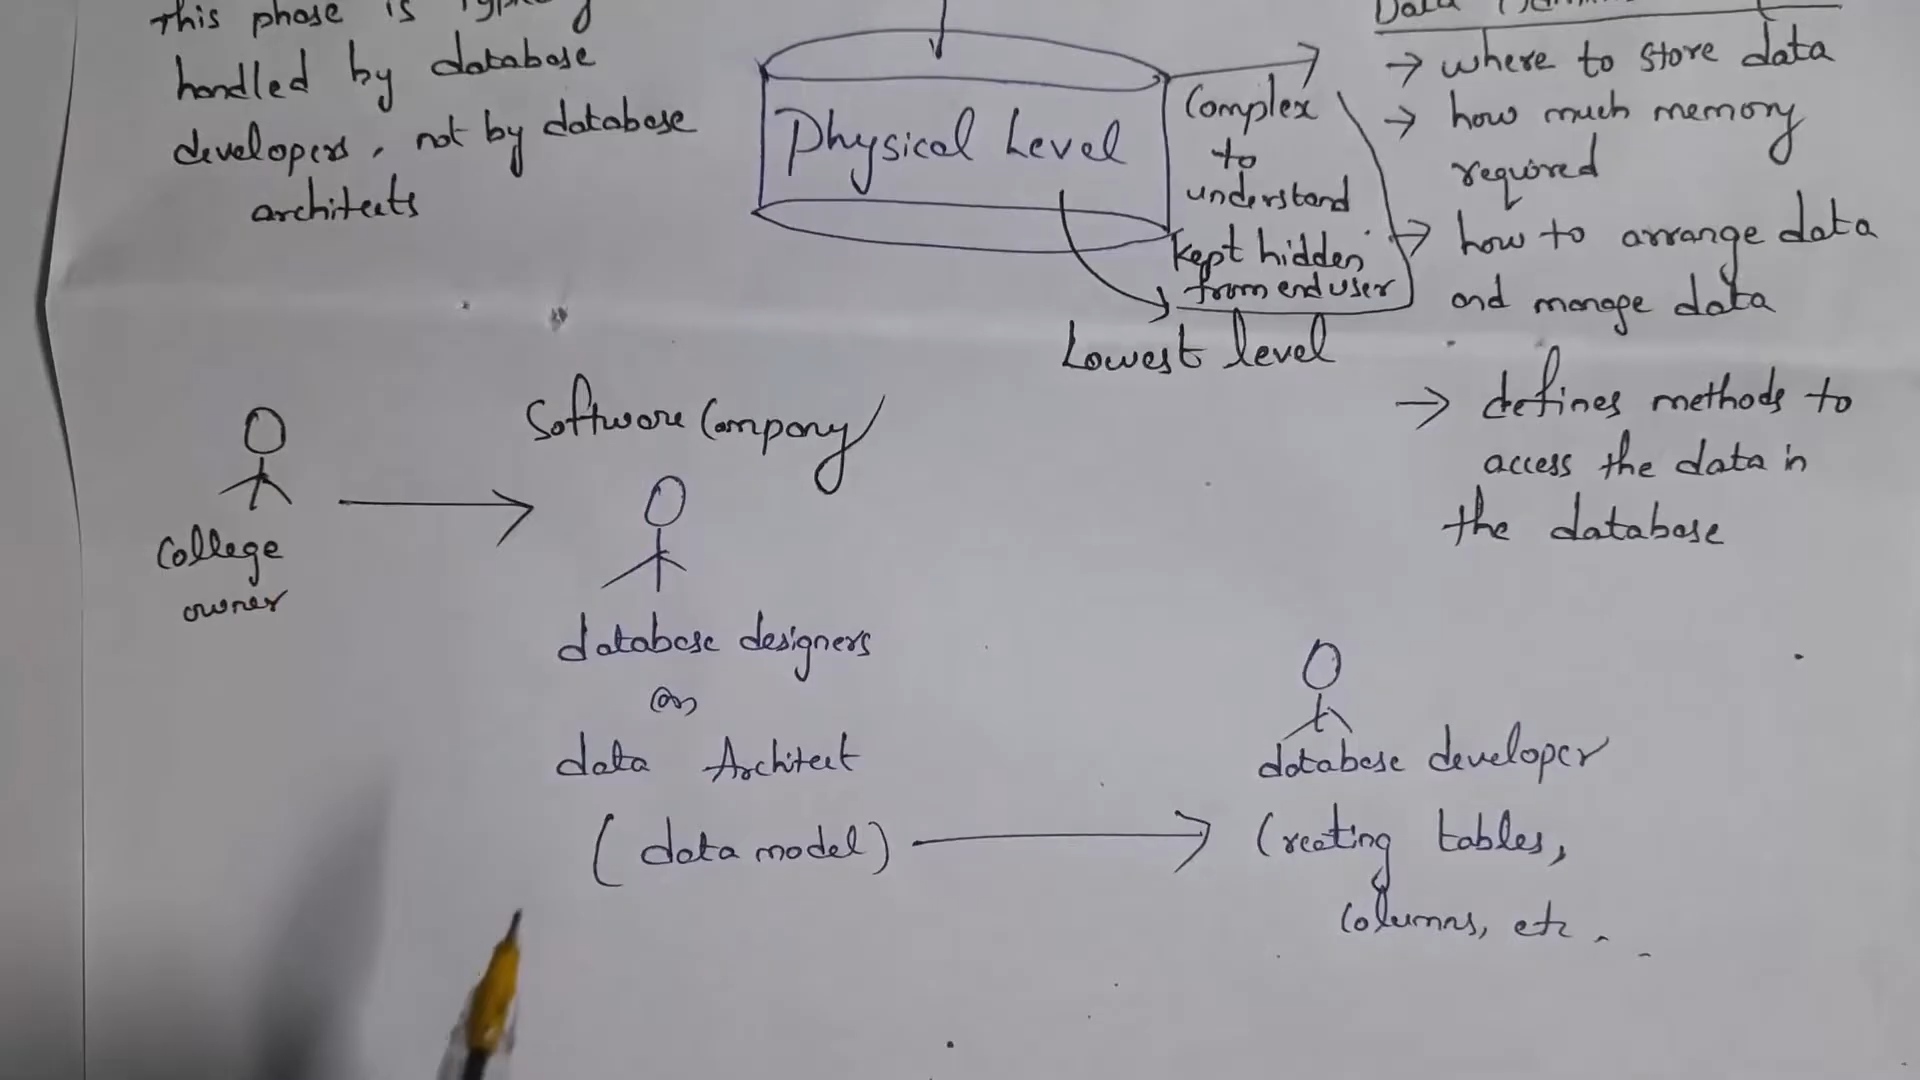 This phase is
handled by database
developers, not by database
architects
Physical Level
Complex
to
understand
kept hidden
from end user
Lowest level
Data
→ where to store data
→ how much memory
required
→ how to arrange data
and manage data
→ defines methods to
access the data in
the database
College
owner
Software Company
database designers
(or)
data Architect
(data model)
database developer
Creating tables,
columns, etc.